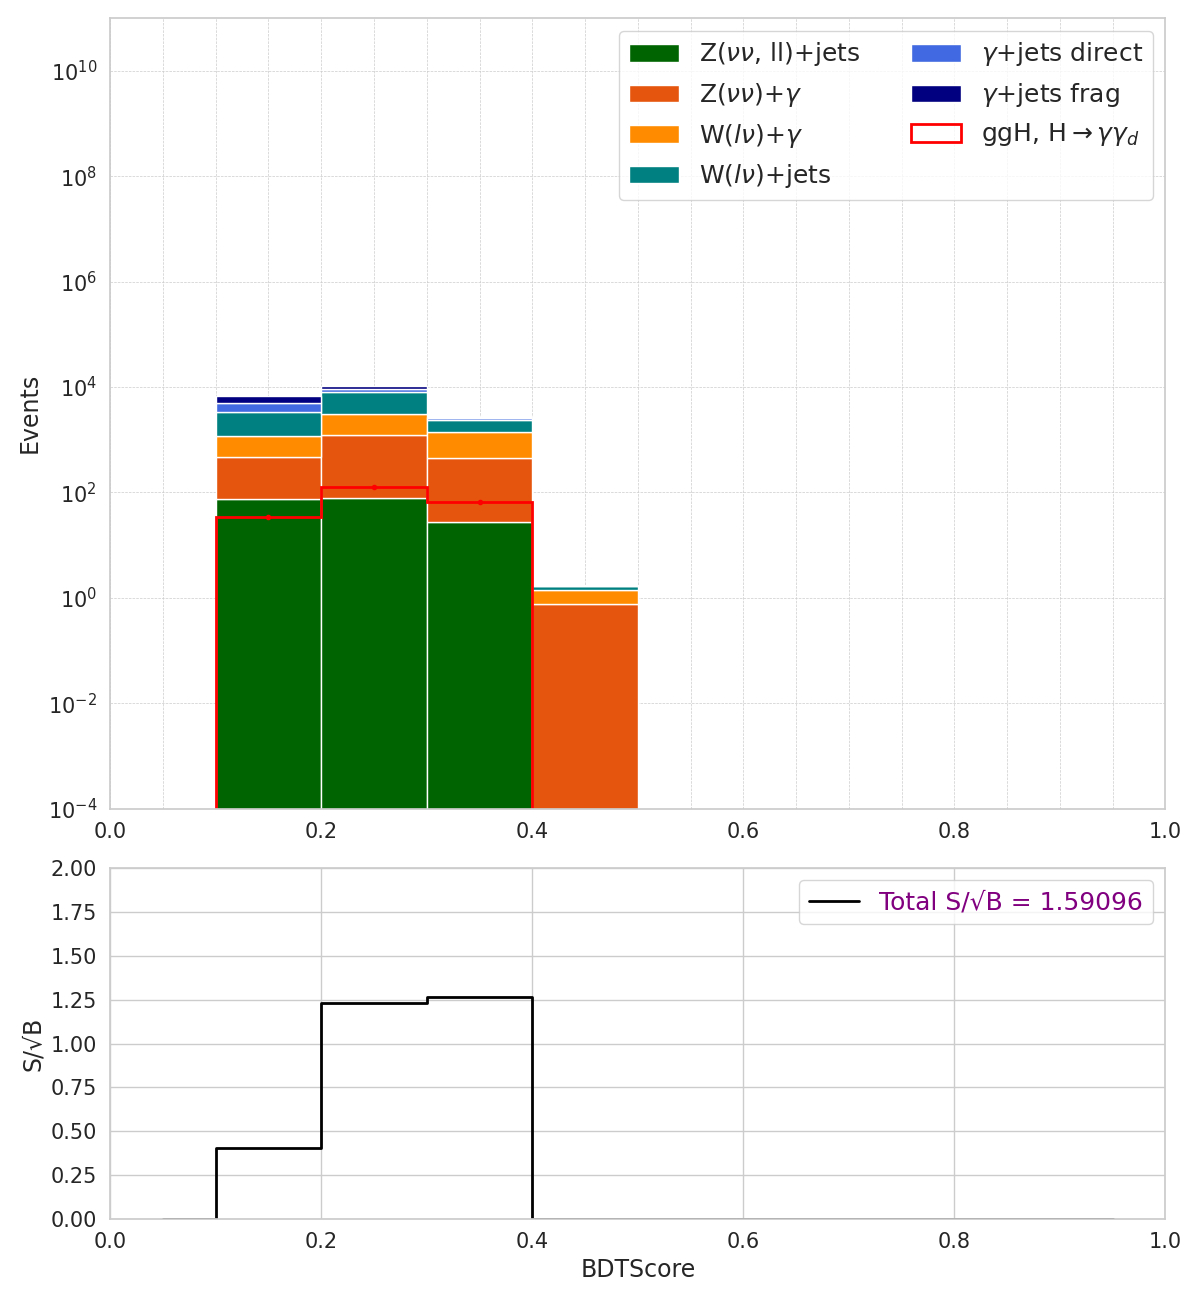 Z(νν, ll)+jets
Z(νν)+γ
W(lν)+γ
W(lν)+jets
γ+jets direct
γ+jets frag
ggH, H→γγ_d
Events
10^10
10^8
10^6
10^4
10^2
10^0
10^−2
10^−4
0.0 0.2 0.4 0.6 0.8 1.0
Total S/√B = 1.59096
S/√B
2.00
1.75
1.50
1.25
1.00
0.75
0.50
0.25
0.00
0.0 0.2 0.4 0.6 0.8 1.0
BDTScore